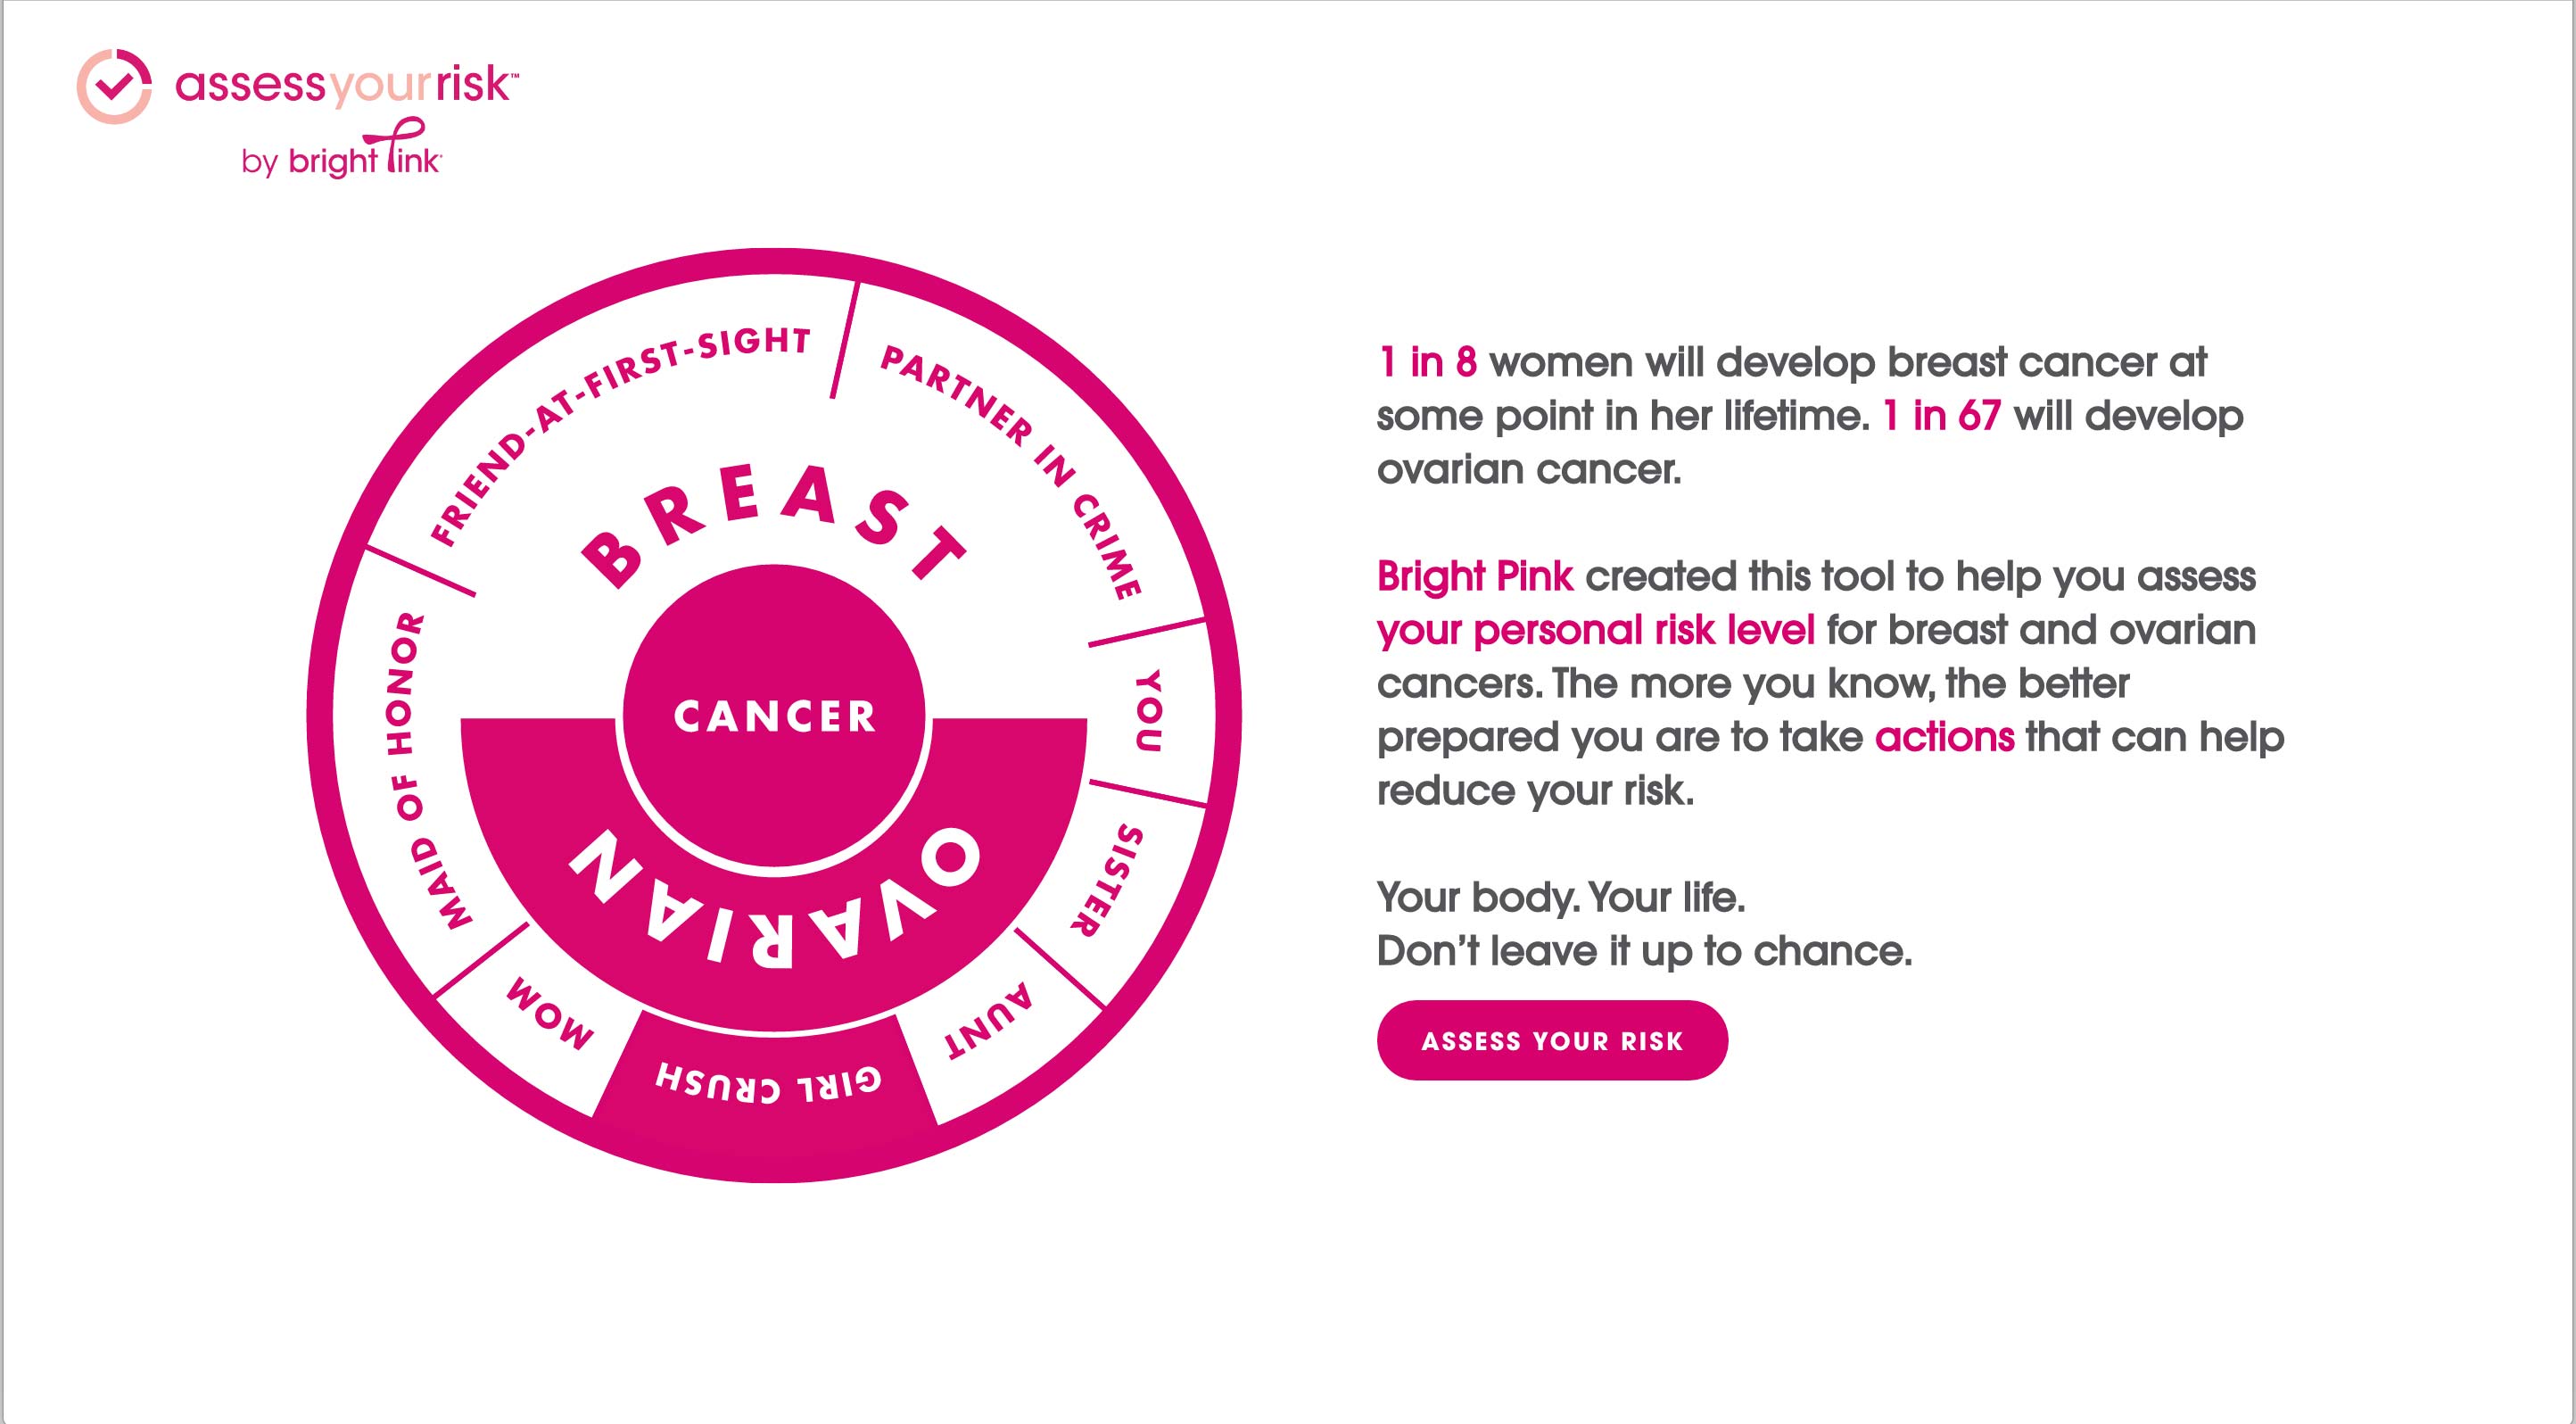 assessyourrisk™
by bright pink
FRIEND-AT-FIRST-SIGHT
PARTNER IN CRIME
YOU
SISTER
AUNT
GIRL CRUSH
MOM
MAID OF HONOR
BREAST
CANCER
OVARIAN
1 in 8 women will develop breast cancer at
some point in her lifetime. 1 in 67 will develop
ovarian cancer.
Bright Pink created this tool to help you assess
your personal risk level for breast and ovarian
cancers. The more you know, the better
prepared you are to take actions that can help
reduce your risk.
Your body. Your life.
Don't leave it up to chance.
ASSESS YOUR RISK